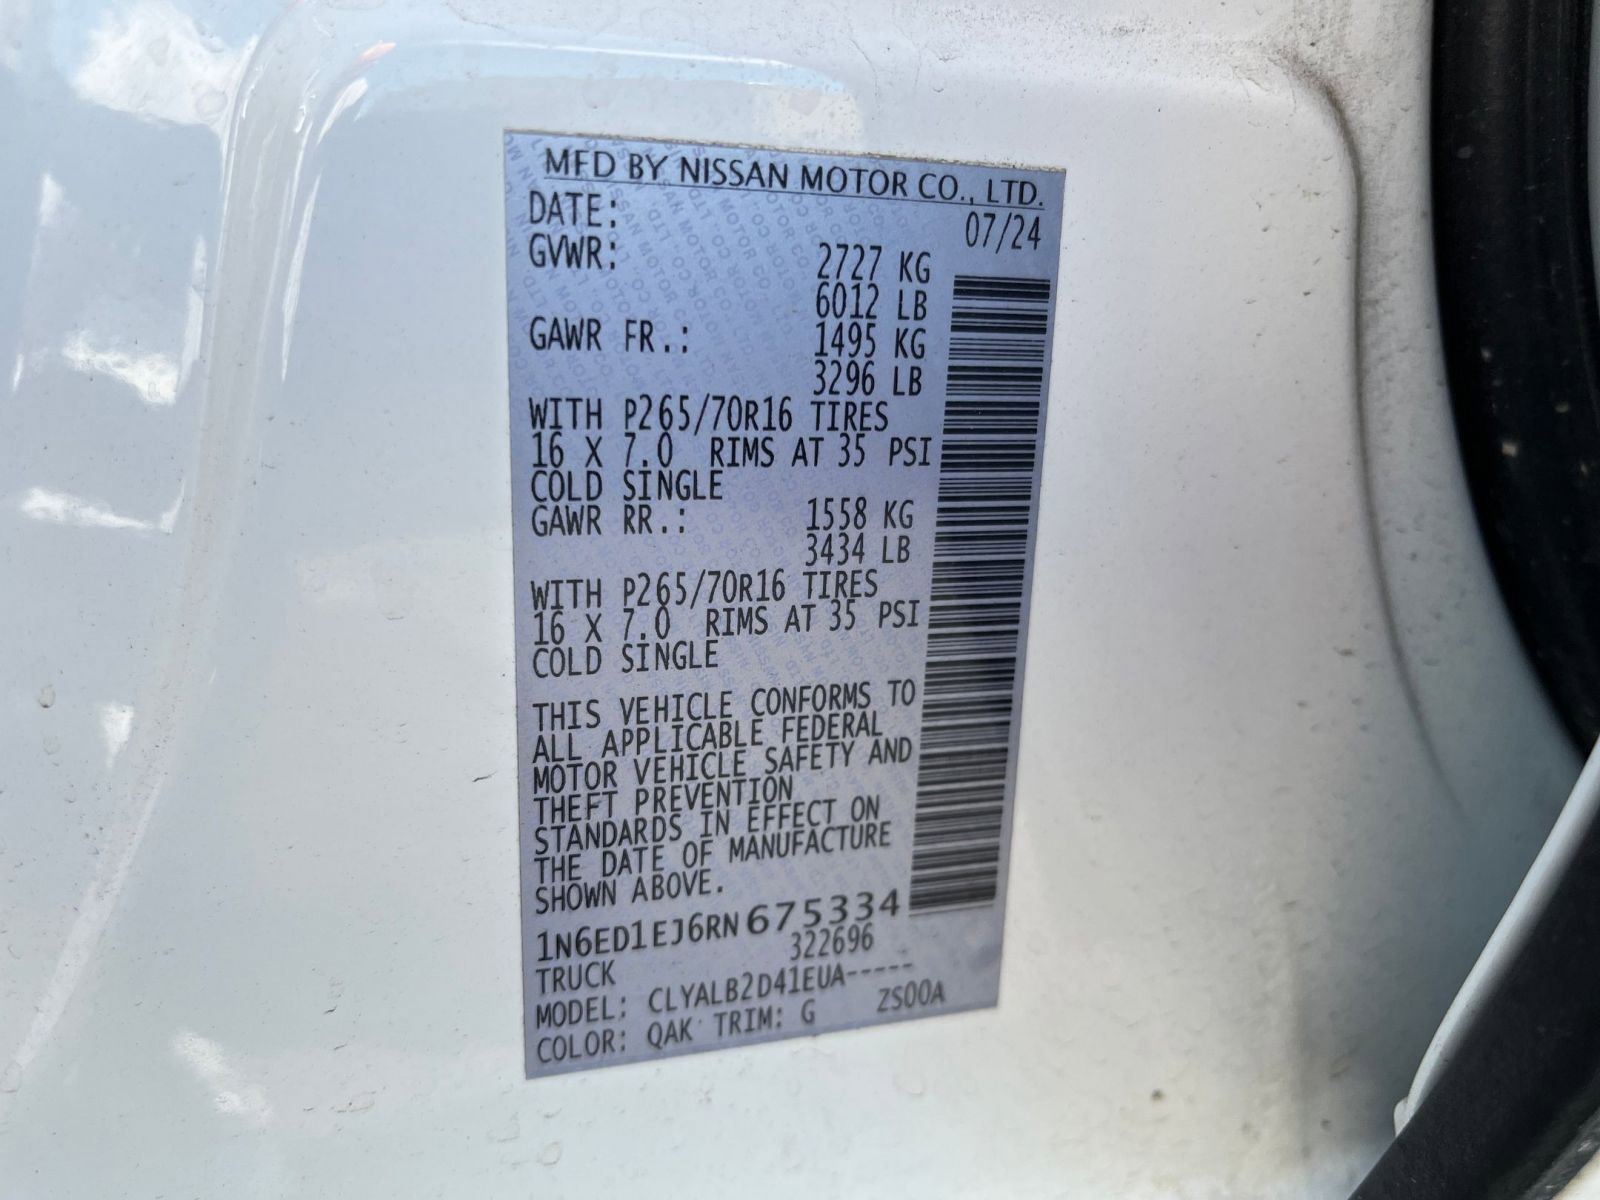 MFD BY NISSAN MOTOR CO., LTD.
DATE: 07/24
GVWR: 2727 KG
6012 LB
GAWR FR.: 1495 KG
3296 LB
WITH P265/70R16 TIRES
16 X 7.0 RIMS AT 35 PSI
COLD SINGLE
GAWR RR.: 1558 KG
3434 LB
WITH P265/70R16 TIRES
16 X 7.0 RIMS AT 35 PSI
COLD SINGLE
THIS VEHICLE CONFORMS TO
ALL APPLICABLE FEDERAL
MOTOR VEHICLE SAFETY AND
THEFT PREVENTION
STANDARDS IN EFFECT ON
THE DATE OF MANUFACTURE
SHOWN ABOVE.
1N6ED1EJ6RN675334
322696
TRUCK
MODEL: CLYALB2D41EUA-----
COLOR: QAK TRIM: G ZS00A